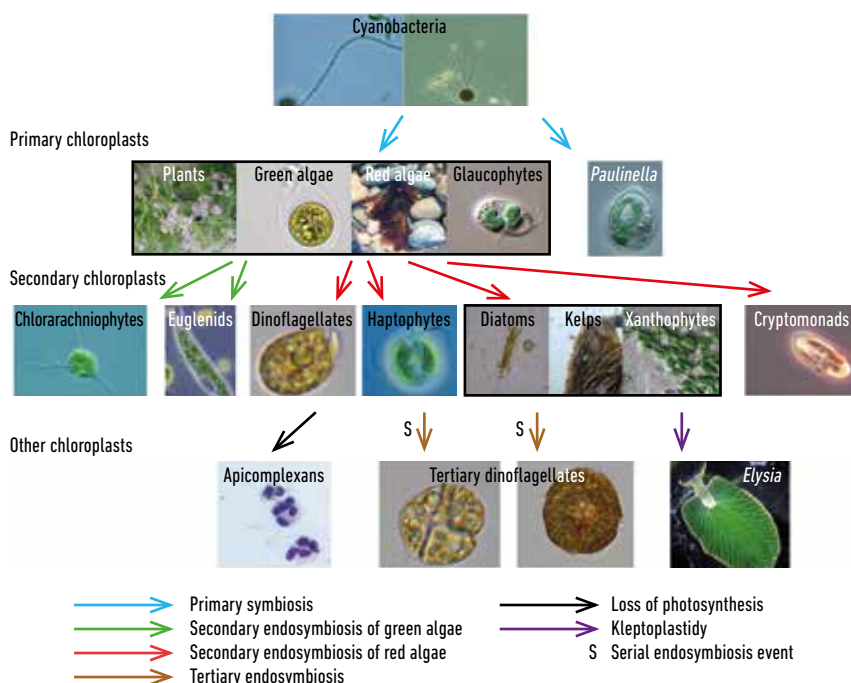 Cyanobacteria
Primary chloroplasts
Plants Green algae Red algae Glaucophytes Paulinella
Secondary chloroplasts
Chlorarachniophytes Euglenids Dinoflagellates Haptophytes Diatoms Kelps Xanthophytes Cryptomonads
S S
Other chloroplasts
Apicomplexans Tertiary dinoflagellates Elysia
Primary symbiosis
Secondary endosymbiosis of green algae
Secondary endosymbiosis of red algae
Tertiary endosymbiosis
Loss of photosynthesis
Kleptoplastidy
S Serial endosymbiosis event